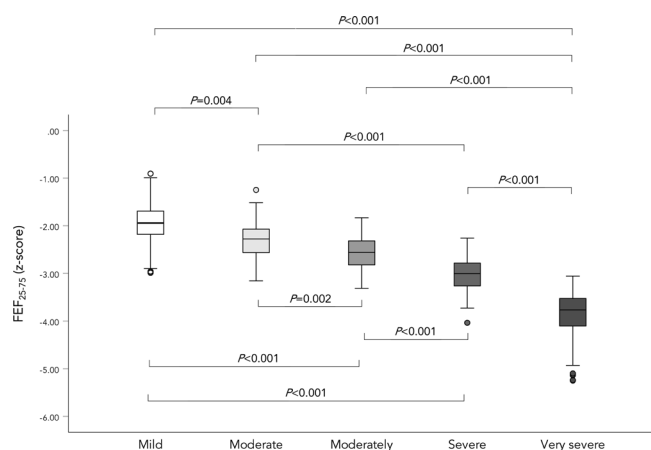 P<0.001
P<0.001
P<0.001
P=0.004
P<0.001
P<0.001
.00
-1.00
-2.00
-3.00
-4.00
-5.00
-6.00
FEF25-75 (z-score)
P=0.002
P<0.001
P<0.001
P<0.001
Mild Moderate Moderately Severe Very severe